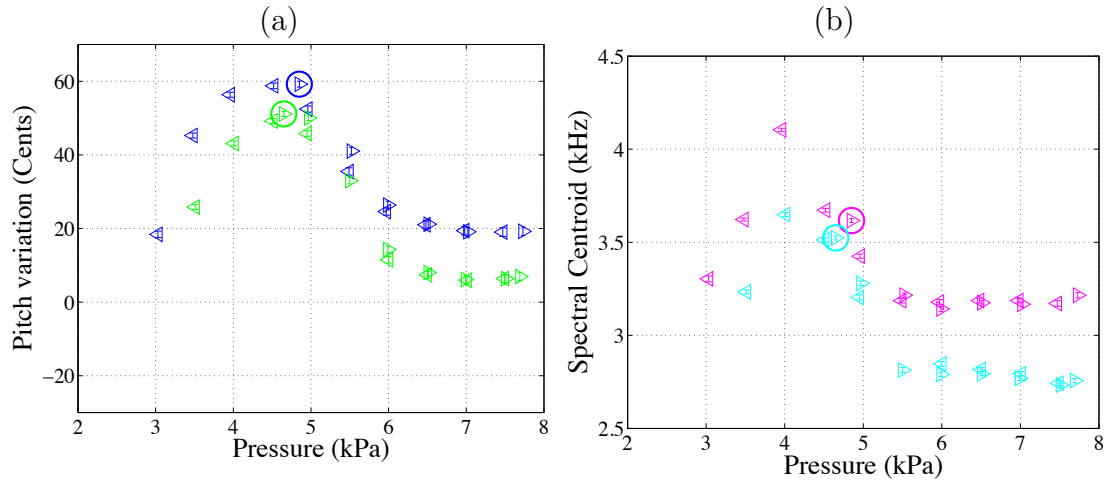 (a)
Pitch variation (Cents)
60
40
20
0
−20
2 3 4 5 6 7 8
Pressure (kPa)
(b)
Spectral Centroid (kHz)
4.5
4
3.5
3
2.5
2 3 4 5 6 7 8
Pressure (kPa)